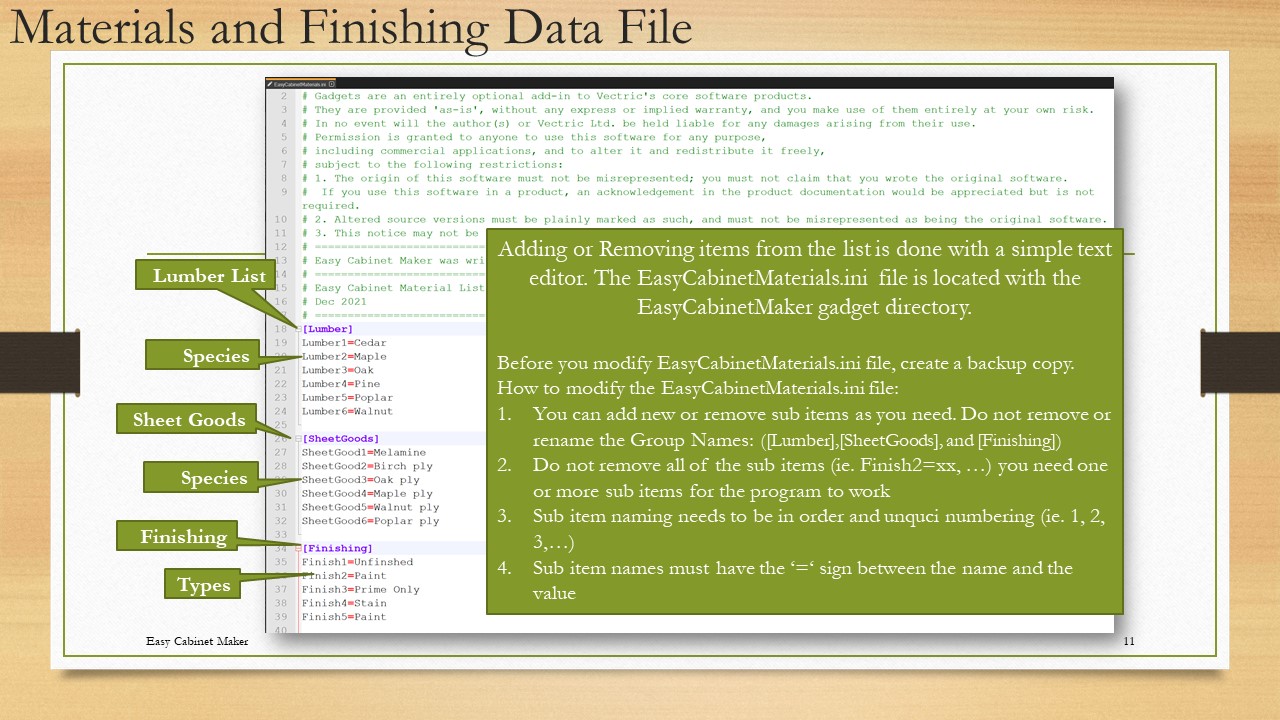 Materials and Finishing Data File
EasyCabinetMaterials.ini
2 # Gadgets are an entirely optional add-in to Vectric's core software products.
3 # They are provided 'as-is', without any express or implied warranty, and you make use of them entirely at your own risk.
4 # In no event will the author(s) or Vectric Ltd. be held liable for any damages arising from their use.
5 # Permission is granted to anyone to use this software for any purpose,
6 # including commercial applications, and to alter it and redistribute it freely,
7 # subject to the following restrictions:
8 # 1. The origin of this software must not be misrepresented; you must not claim that you wrote the original software.
9 #  If you use this software in a product, an acknowledgement in the product documentation would be appreciated but is not
required.
10 # 2. Altered source versions must be plainly marked as such, and must not be misrepresented as being the original software.
11 # 3. This notice may not be
12 # ==========================
13 # Easy Cabinet Maker was wri
14 # ==========================
15 # Easy Cabinet Material List
16 # Dec 2021
# ==========================
18 [Lumber]
Lumber1=Cedar
Lumber2=Maple
21 Lumber3=Oak
22 Lumber4=Pine
23 Lumber5=Poplar
24 Lumber6=Walnut
25
26 [SheetGoods]
27 SheetGood1=Melamine
28 SheetGood2=Birch ply
SheetGood3=Oak ply
30 SheetGood4=Maple ply
31 SheetGood5=Walnut ply
32 SheetGood6=Poplar ply
33
34 [Finishing]
35 Finish1=Unfinshed
Finish2=Paint
37 Finish3=Prime Only
38 Finish4=Stain
39 Finish5=Paint
40
Lumber List
Species
Sheet Goods
Species
Finishing
Types
Adding or Removing items from the list is done with a simple text
editor. The EasyCabinetMaterials.ini  file is located with the
EasyCabinetMaker gadget directory.
Before you modify EasyCabinetMaterials.ini file, create a backup copy.
How to modify the EasyCabinetMaterials.ini file:
1. You can add new or remove sub items as you need. Do not remove or
rename the Group Names: ([Lumber],[SheetGoods], and [Finishing])
2. Do not remove all of the sub items (ie. Finish2=xx, …) you need one
or more sub items for the program to work
3. Sub item naming needs to be in order and unquci numbering (ie. 1, 2,
3,…)
4. Sub item names must have the ‘=‘ sign between the name and the
value
Easy Cabinet Maker
11